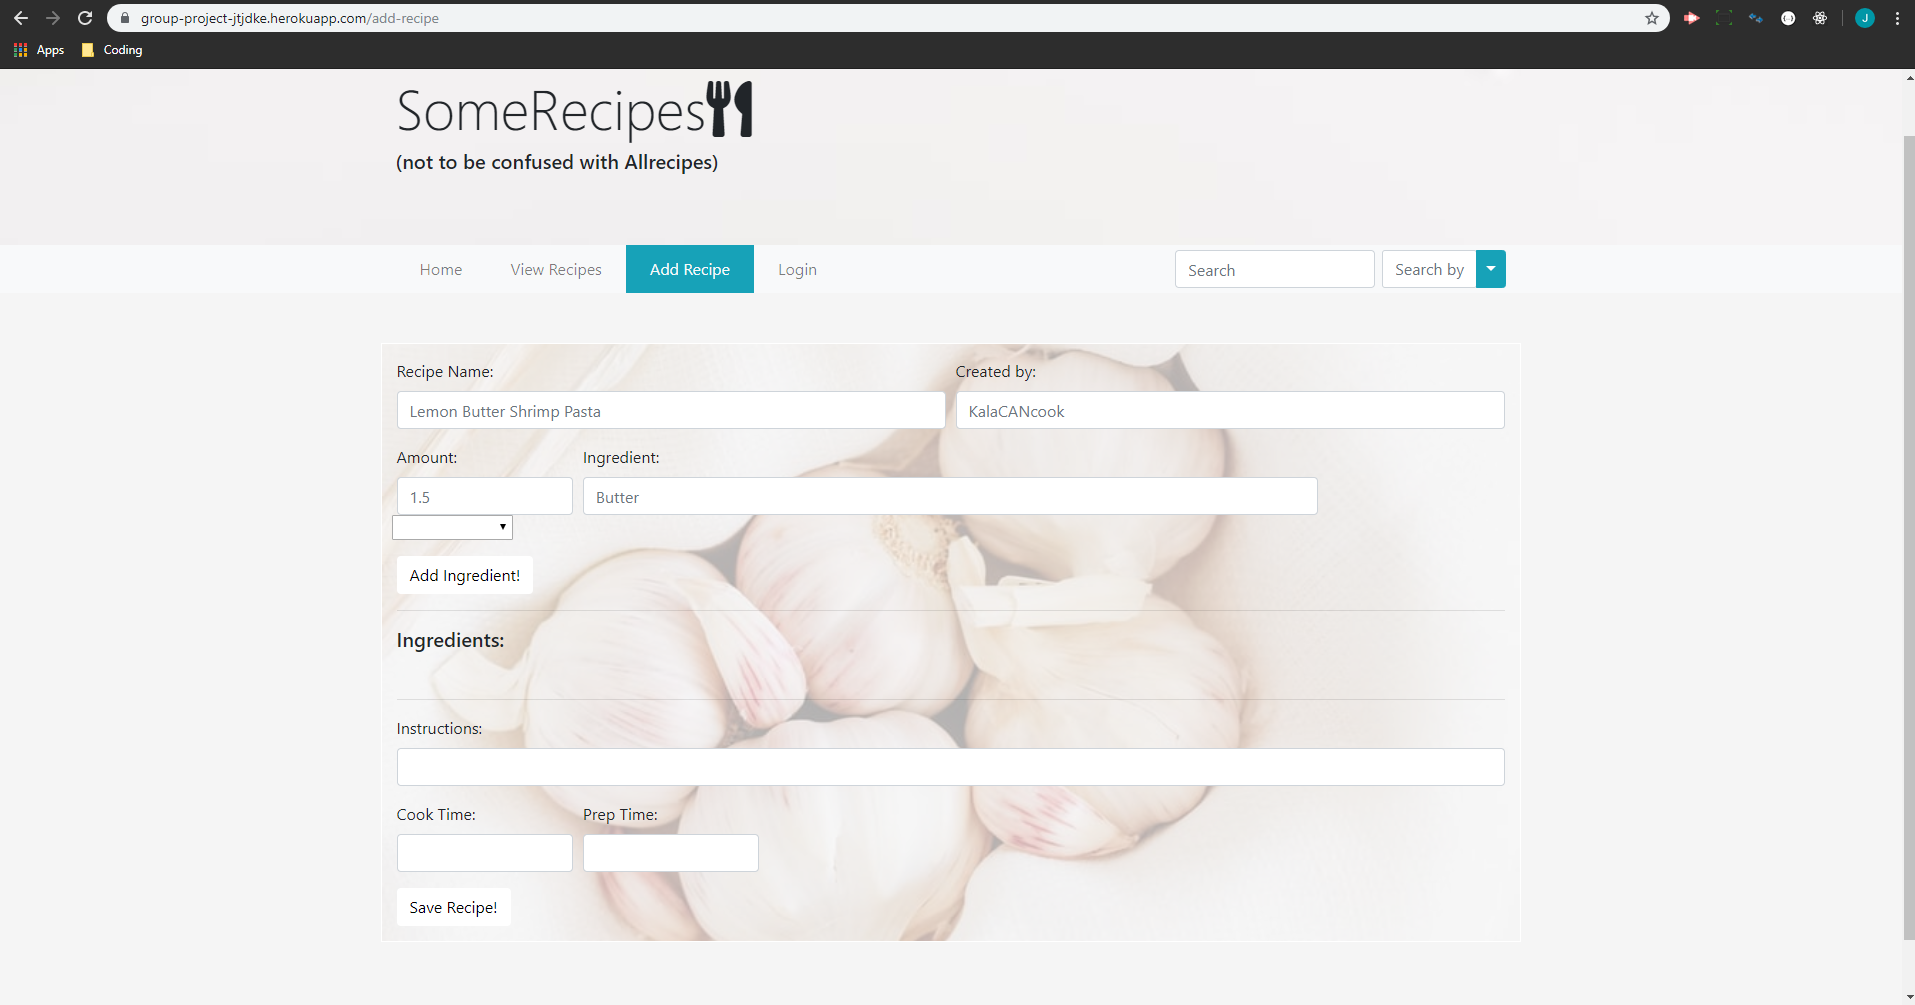 group-project-jtjdke.herokuapp.com/add-recipe
J
Apps Coding
SomeRecipes
(not to be confused with Allrecipes)
Home View Recipes Add Recipe Login Search Search by
Recipe Name: Created by:
Lemon Butter Shrimp Pasta KalaCANcook
Amount: Ingredient:
1.5 Butter
Add Ingredient!
Ingredients:
Instructions:
Cook Time: Prep Time:
Save Recipe!